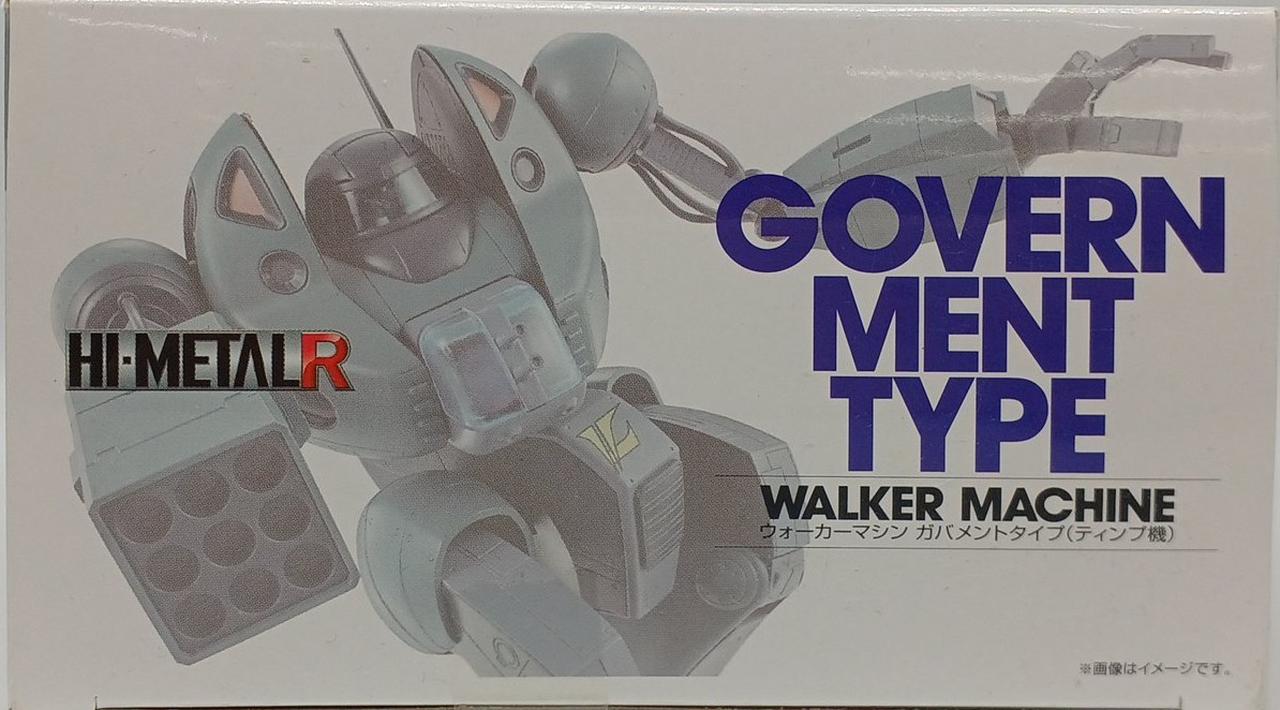 HI-METAL R
GOVERN
MENT
TYPE
WALKER MACHINE
ウォーカーマシン ガバメントタイプ(ティンプ機)
※画像はイメージです。